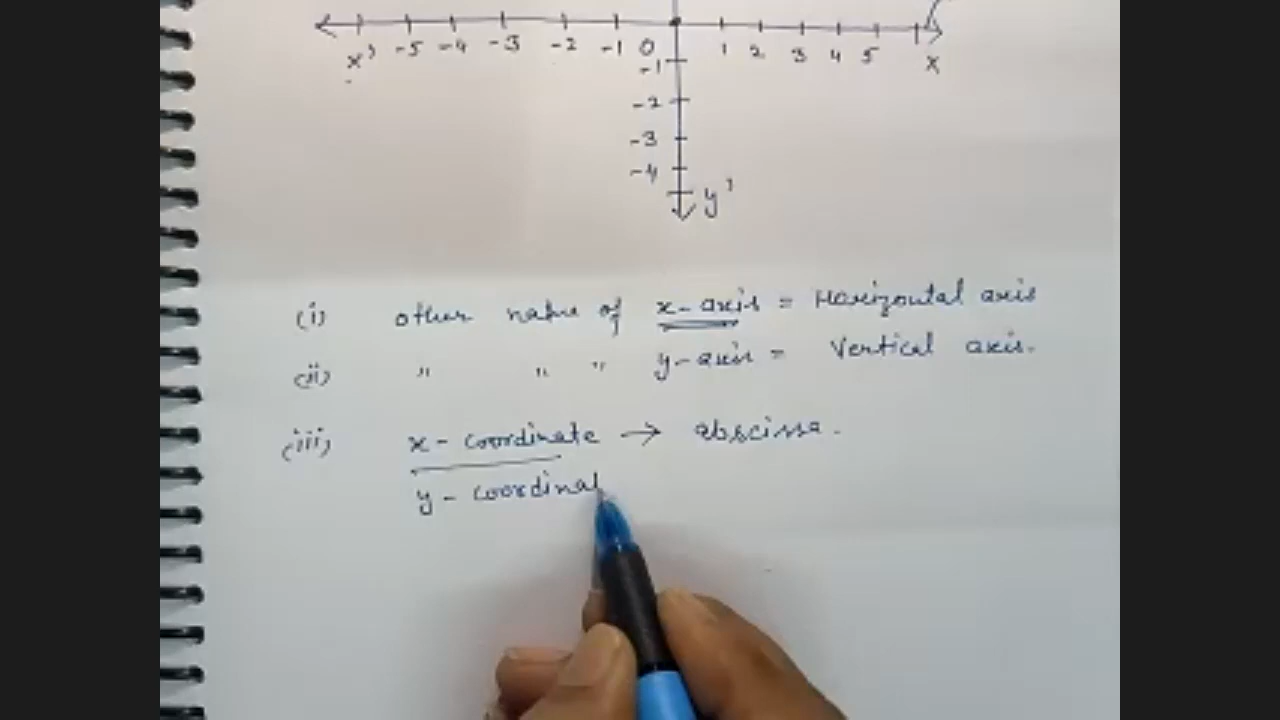 x' -5 -4 -3 -2 -1 0 1 2 3 4 5 x
-1
-2
-3
-4
y'
(i) other name of x-axis = Horizontal axis
(ii) " " " y-axis = Vertical axis.
(iii) x-coordinate → abscissa.
y-coordinat